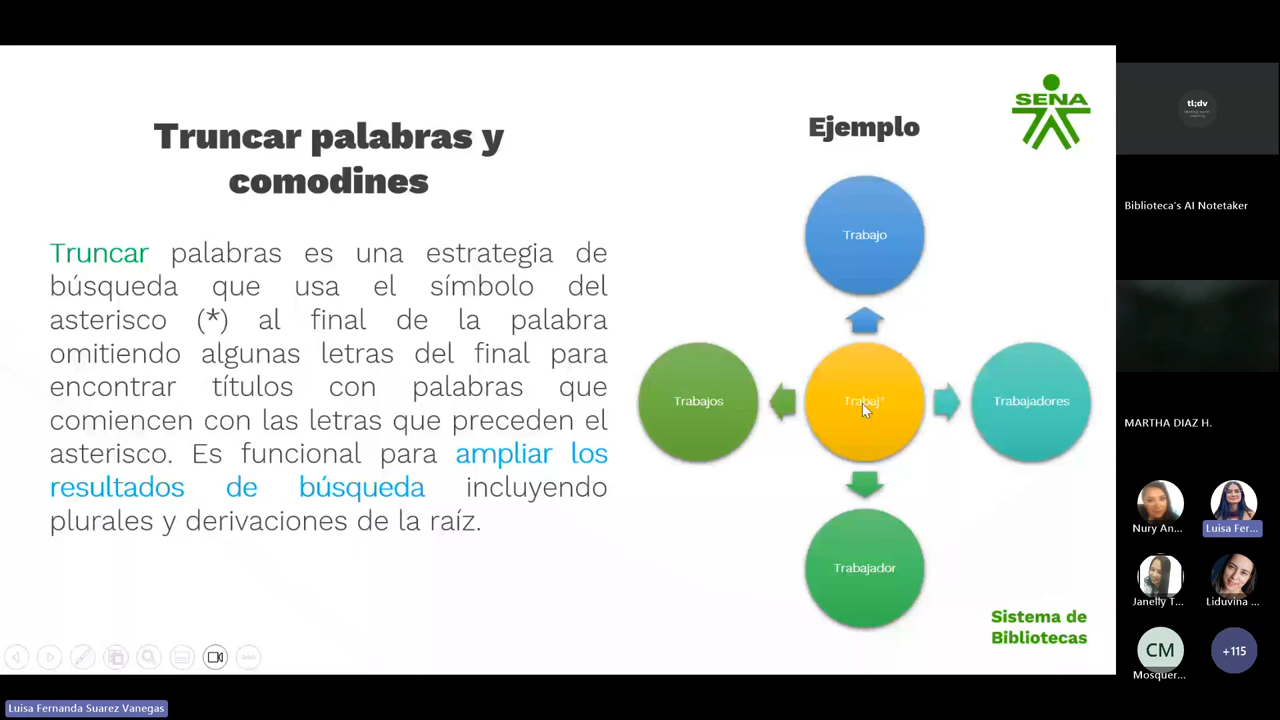 Truncar palabras y
comodines
Truncar palabras es una estrategia de
búsqueda que usa el símbolo del
asterisco (*) al final de la palabra
omitiendo algunas letras del final para
encontrar títulos con palabras que
comiencen con las letras que preceden el
asterisco. Es funcional para ampliar los
resultados de búsqueda incluyendo
plurales y derivaciones de la raíz.
Ejemplo
SENA
Trabajo
Trabajos
Trabaj*
Trabajadores
Trabajador
Sistema de
Bibliotecas
tl;dv
Biblioteca's AI Notetaker
MARTHA DIAZ H.
Nury An...
Luisa Fer...
Janelly T...
Liduvina ...
CM
+115
Mosquer...
Luisa Fernanda Suarez Vanegas